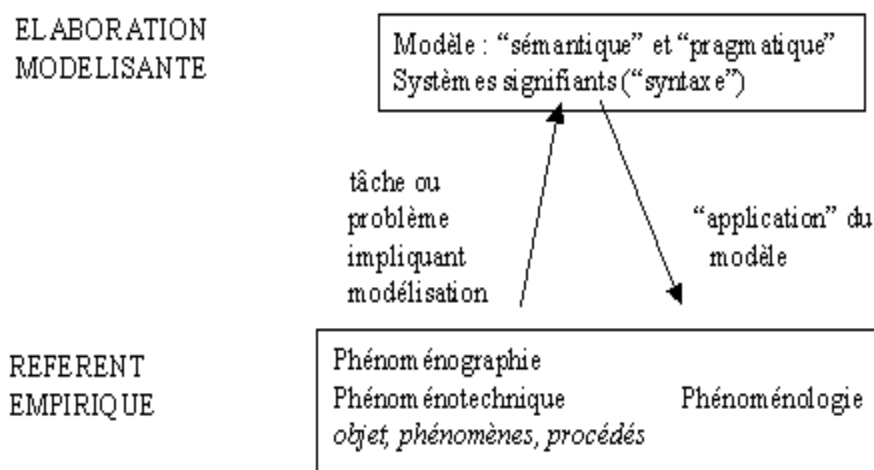 ELABORATION
MODELISANTE
Modèle : “sémantique” et “pragmatique”
Systèmes signifiants (“syntaxe”)
tâche ou
problème
impliquant
modélisation
“application” du
modèle
REFERENT
EMPIRIQUE
Phénoménographie
Phénoménotechnique Phénoménologie
objet, phénomènes, procédés